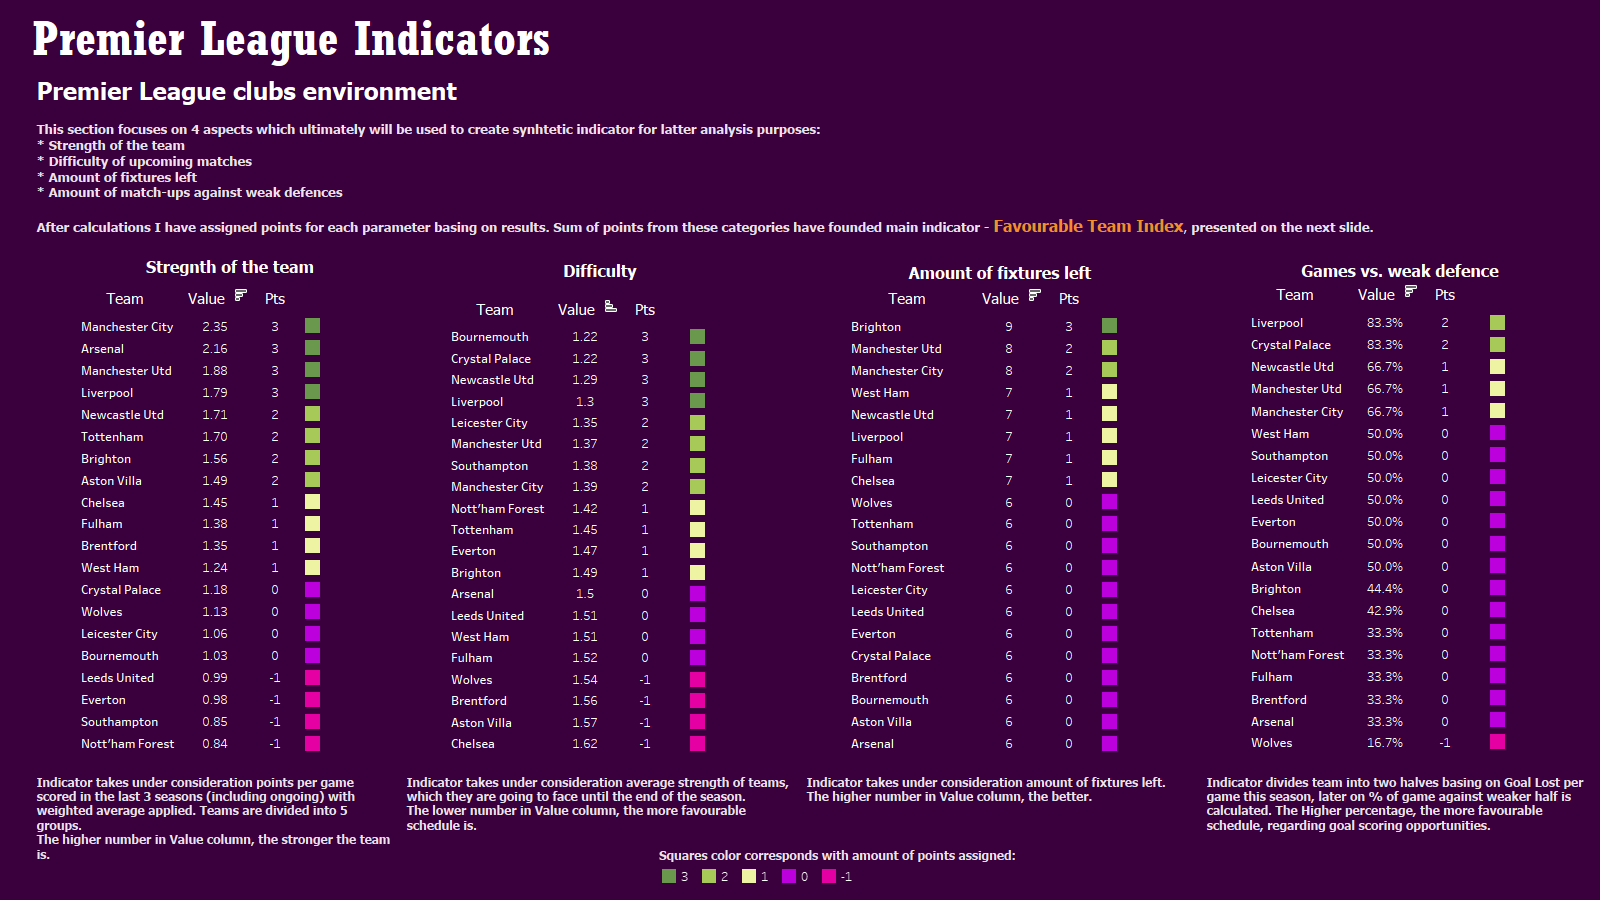 Premier League Indicators
Premier League clubs environment
This section focuses on 4 aspects which ultimately will be used to create synhtetic indicator for latter analysis purposes:
* Strength of the team
* Difficulty of upcoming matches
* Amount of fixtures left
* Amount of match-ups against weak defences
After calculations I have assigned points for each parameter basing on results. Sum of points from these categories have founded main indicator - Favourable Team Index, presented on the next slide.
Stregnth of the team
Team Value Pts
Manchester City 2.35 3
Arsenal 2.16 3
Manchester Utd 1.88 3
Liverpool 1.79 3
Newcastle Utd 1.71 2
Tottenham 1.70 2
Brighton 1.56 2
Aston Villa 1.49 2
Chelsea 1.45 1
Fulham 1.38 1
Brentford 1.35 1
West Ham 1.24 1
Crystal Palace 1.18 0
Wolves 1.13 0
Leicester City 1.06 0
Bournemouth 1.03 0
Leeds United 0.99 -1
Everton 0.98 -1
Southampton 0.85 -1
Nott'ham Forest 0.84 -1
Indicator takes under consideration points per game
scored in the last 3 seasons (including ongoing) with
weighted average applied. Teams are divided into 5
groups.
The higher number in Value column, the stronger the team
is.
Difficulty
Team Value Pts
Bournemouth 1.22 3
Crystal Palace 1.22 3
Newcastle Utd 1.29 3
Liverpool 1.3 3
Leicester City 1.35 2
Manchester Utd 1.37 2
Southampton 1.38 2
Manchester City 1.39 2
Nott'ham Forest 1.42 1
Tottenham 1.45 1
Everton 1.47 1
Brighton 1.49 1
Arsenal 1.5 0
Leeds United 1.51 0
West Ham 1.51 0
Fulham 1.52 0
Wolves 1.54 -1
Brentford 1.56 -1
Aston Villa 1.57 -1
Chelsea 1.62 -1
Indicator takes under consideration average strength of teams,
which they are going to face until the end of the season.
The lower number in Value column, the more favourable
schedule is.
Amount of fixtures left
Team Value Pts
Brighton 9 3
Manchester Utd 8 2
Manchester City 8 2
West Ham 7 1
Newcastle Utd 7 1
Liverpool 7 1
Fulham 7 1
Chelsea 7 1
Wolves 6 0
Tottenham 6 0
Southampton 6 0
Nott'ham Forest 6 0
Leicester City 6 0
Leeds United 6 0
Everton 6 0
Crystal Palace 6 0
Brentford 6 0
Bournemouth 6 0
Aston Villa 6 0
Arsenal 6 0
Indicator takes under consideration amount of fixtures left.
The higher number in Value column, the better.
Games vs. weak defence
Team Value Pts
Liverpool 83.3% 2
Crystal Palace 83.3% 2
Newcastle Utd 66.7% 1
Manchester Utd 66.7% 1
Manchester City 66.7% 1
West Ham 50.0% 0
Southampton 50.0% 0
Leicester City 50.0% 0
Leeds United 50.0% 0
Everton 50.0% 0
Bournemouth 50.0% 0
Aston Villa 50.0% 0
Brighton 44.4% 0
Chelsea 42.9% 0
Tottenham 33.3% 0
Nott'ham Forest 33.3% 0
Fulham 33.3% 0
Brentford 33.3% 0
Arsenal 33.3% 0
Wolves 16.7% -1
Indicator divides team into two halves basing on Goal Lost per
game this season, later on % of game against weaker half is
calculated. The Higher percentage, the more favourable
schedule, regarding goal scoring opportunities.
Squares color corresponds with amount of points assigned:
3 2 1 0 -1